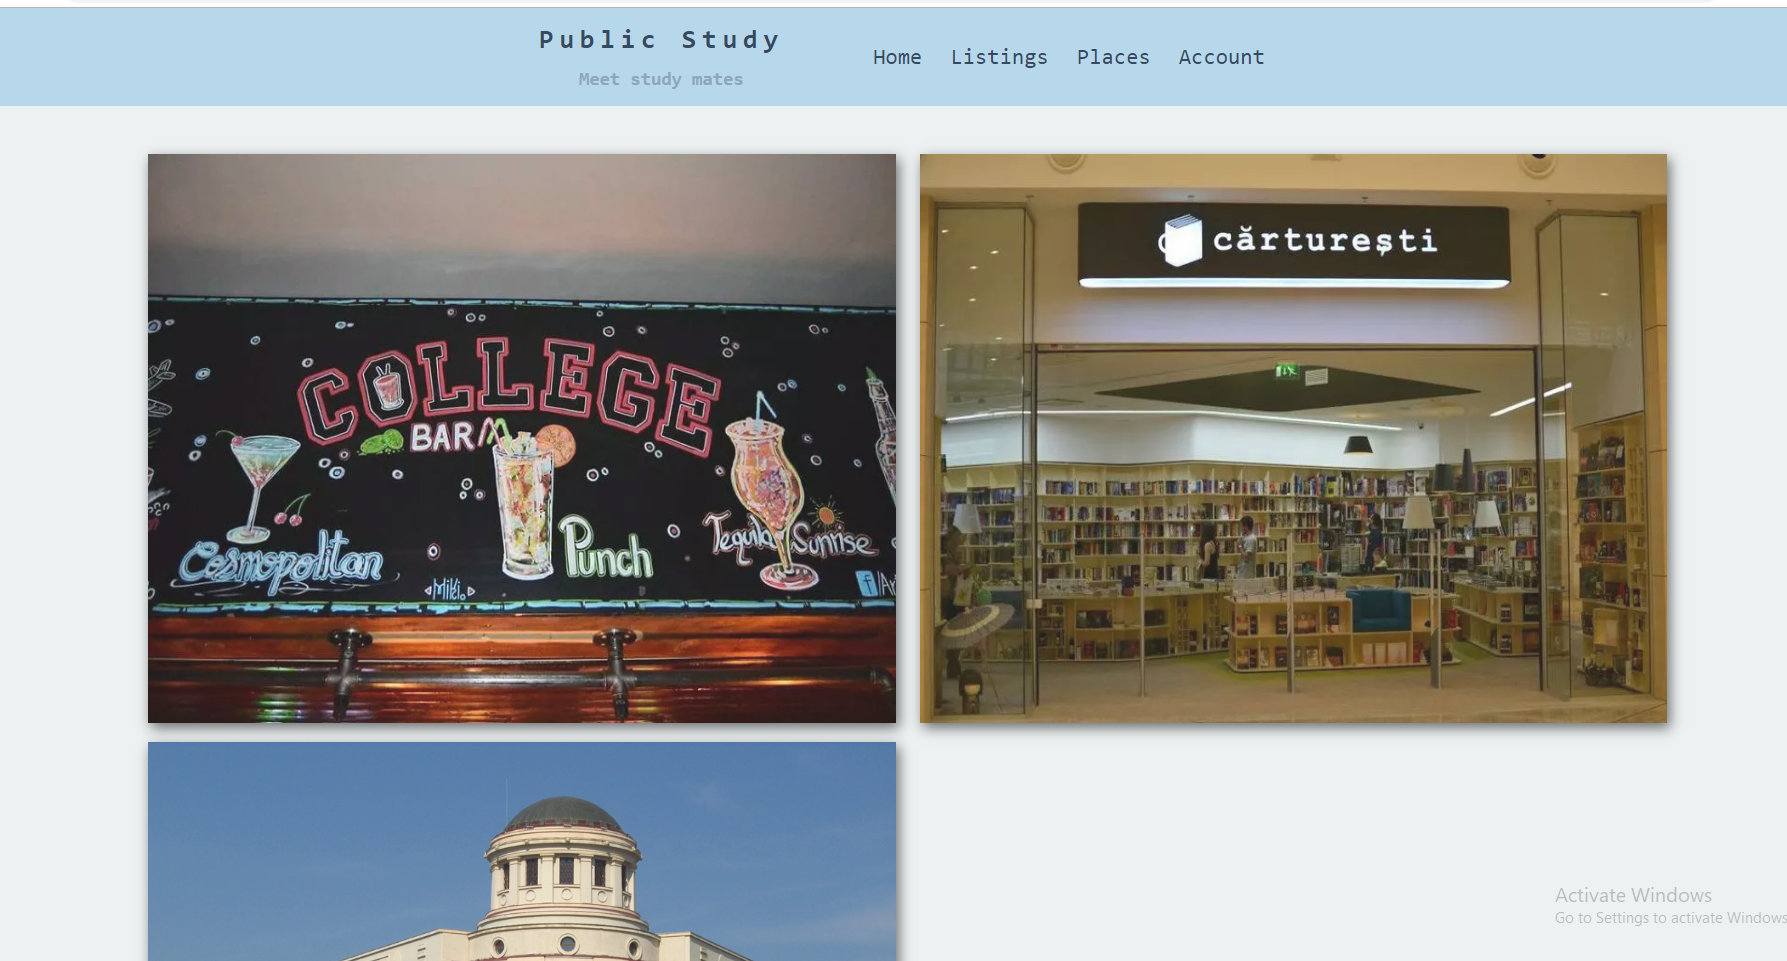 Public Study
Meet study mates
Home Listings Places Account
COLLEGE
BAR
Cosmopolitan
Punch
Tequila Sunrise
Miki
f/Ar
cărturești
Activate Windows
Go to Settings to activate Windows